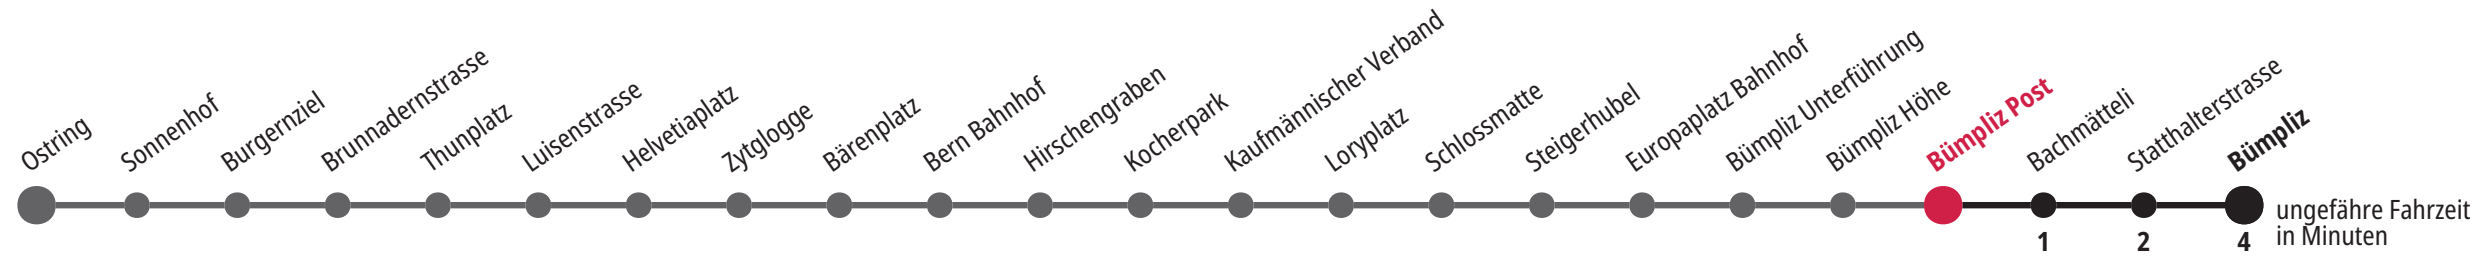 Ostring
Sonnenhof
Burgernziel
Brunnadernstrasse
Thunplatz
Luisenstrasse
Helvetiaplatz
Zytglogge
Bärenplatz
Bern Bahnhof
Hirschengraben
Kocherpark
Kaufmännischer Verband
Loryplatz
Schlossmatte
Steigerhubel
Europaplatz Bahnhof
Bümpliz Unterführung
Bümpliz Höhe
Bümpliz Post
Bachmätteli
Statthalterstrasse
Bümpliz
1
2
4
ungefähre Fahrzeit
in Minuten